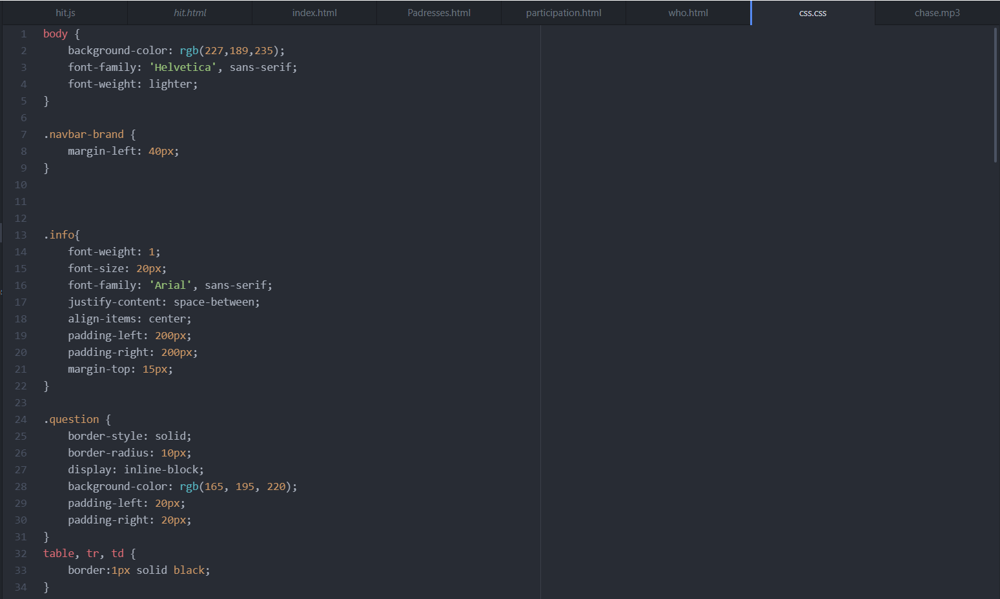 hit.js hit.html index.html Padresses.html participation.html who.html css.css chase.mp3
1 body {
2     background-color: rgb(227,189,235);
3     font-family: 'Helvetica', sans-serif;
4     font-weight: lighter;
5 }
6
7 .navbar-brand {
8     margin-left: 40px;
9 }
10
11
12
13 .info{
14     font-weight: 1;
15     font-size: 20px;
16     font-family: 'Arial', sans-serif;
17     justify-content: space-between;
18     align-items: center;
19     padding-left: 200px;
20     padding-right: 200px;
21     margin-top: 15px;
22 }
23
24 .question {
25     border-style: solid;
26     border-radius: 10px;
27     display: inline-block;
28     background-color: rgb(165, 195, 220);
29     padding-left: 20px;
30     padding-right: 20px;
31 }
32 table, tr, td {
33     border:1px solid black;
34 }